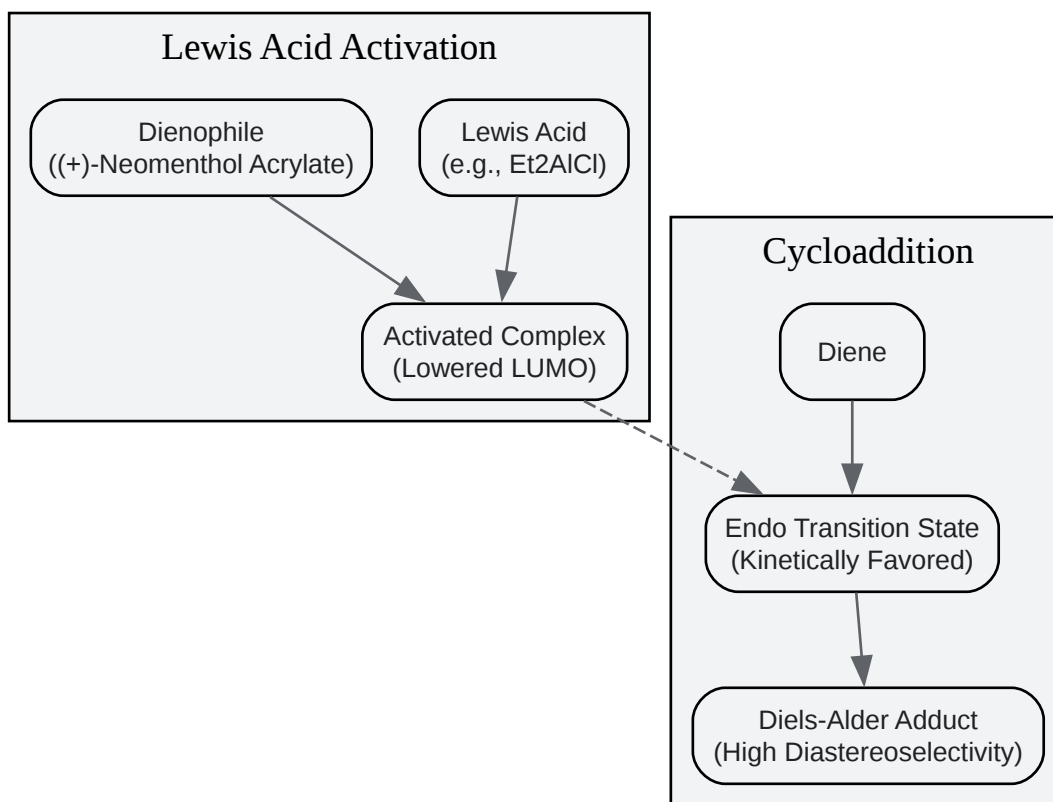 Lewis Acid Activation
Dienophile
((+)-Neomenthol Acrylate)
Lewis Acid
(e.g., Et2AlCl)
Activated Complex
(Lowered LUMO)
Cycloaddition
Diene
Endo Transition State
(Kinetically Favored)
Diels-Alder Adduct
(High Diastereoselectivity)